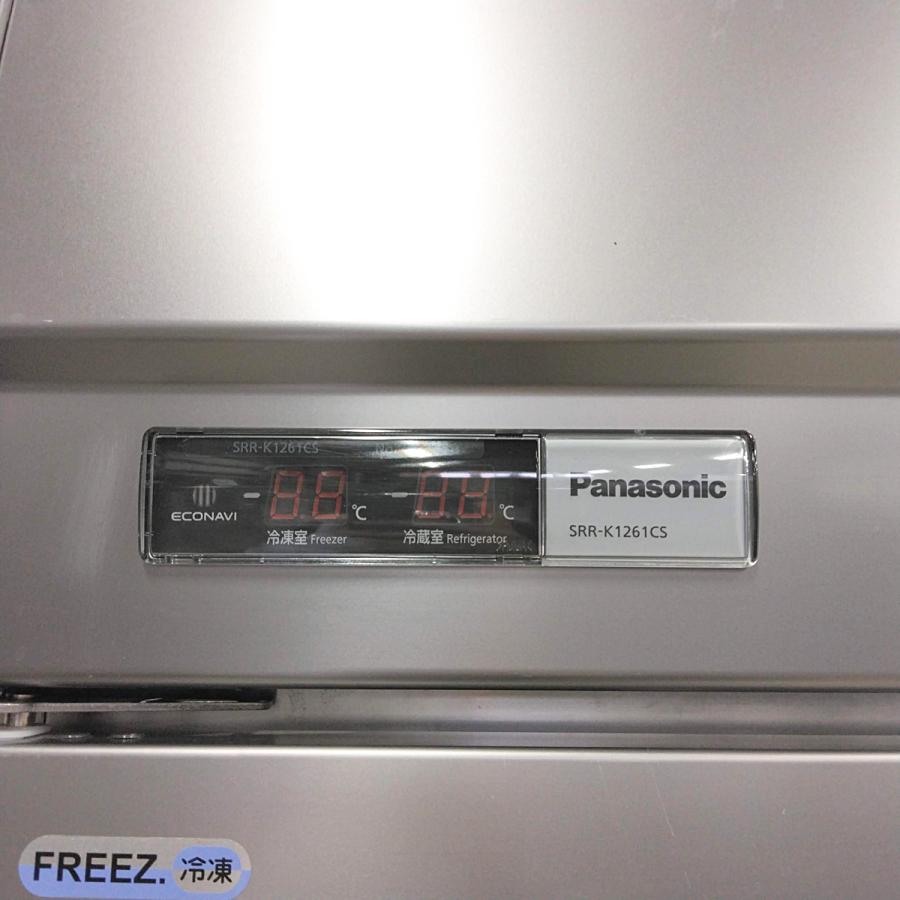 SRR-K1261CS
ECONAVI
-88 ℃
-88 ℃
冷凍室 Freezer
冷蔵室 Refrigerator
Panasonic
SRR-K1261CS
FREEZ. 冷凍